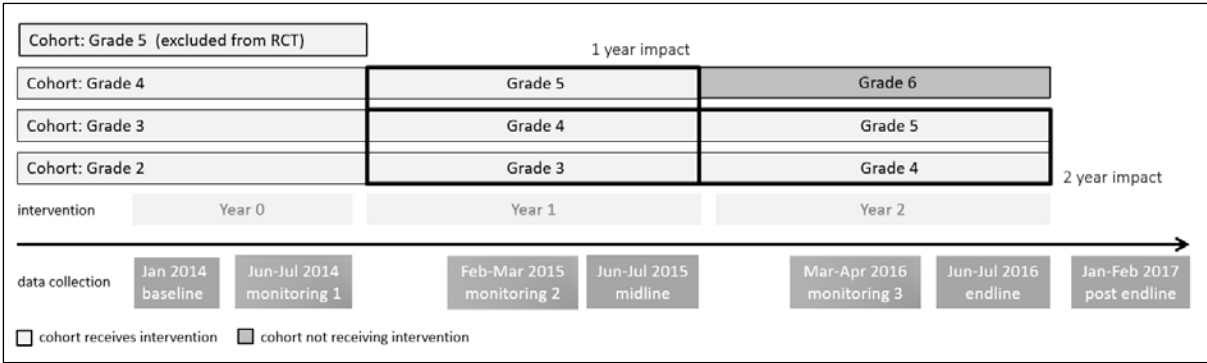 Cohort: Grade 5 (excluded from RCT)
1 year impact
Cohort: Grade 4
Grade 5
Grade 6
Cohort: Grade 3
Grade 4
Grade 5
Cohort: Grade 2
Grade 3
Grade 4
2 year impact
intervention
Year 0
Year 1
Year 2
data collection
Jan 2014
baseline
Jun-Jul 2014
monitoring 1
Feb-Mar 2015
monitoring 2
Jun-Jul 2015
midline
Mar-Apr 2016
monitoring 3
Jun-Jul 2016
endline
Jan-Feb 2017
post endline
cohort receives intervention
cohort not receiving intervention